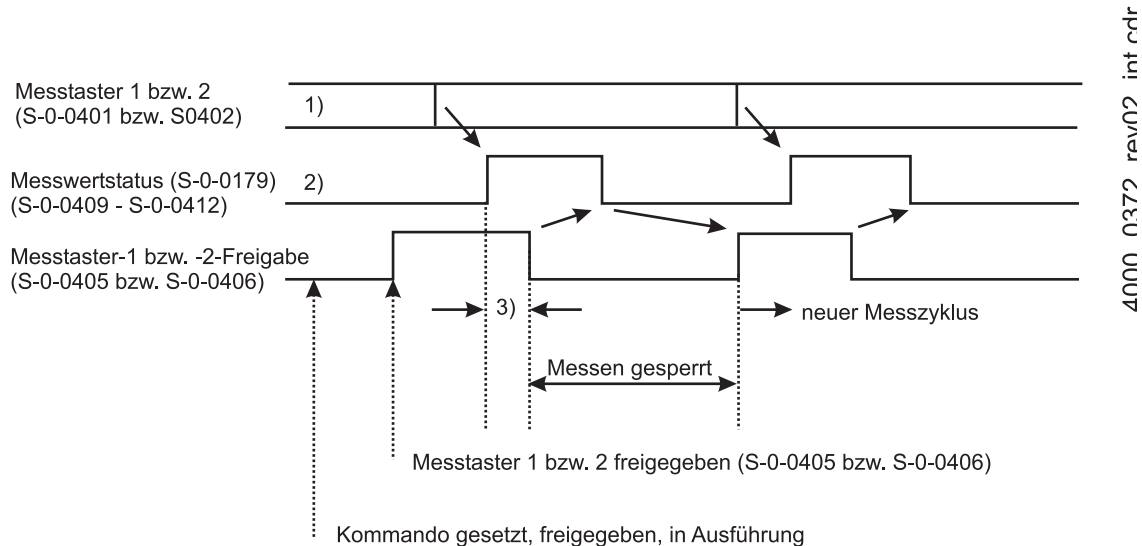 Messtaster 1 bzw. 2
(S-0-0401 bzw. S0402)
1)
Messwertstatus (S-0-0179)
(S-0-0409 - S-0-0412)
2)
Messtaster-1 bzw. -2-Freigabe
(S-0-0405 bzw. S-0-0406)
3)
neuer Messzyklus
Messen gesperrt
Messtaster 1 bzw. 2 freigegeben (S-0-0405 bzw. S-0-0406)
Kommando gesetzt, freigegeben, in Ausführung
4000_0372_rev02_int.cdr